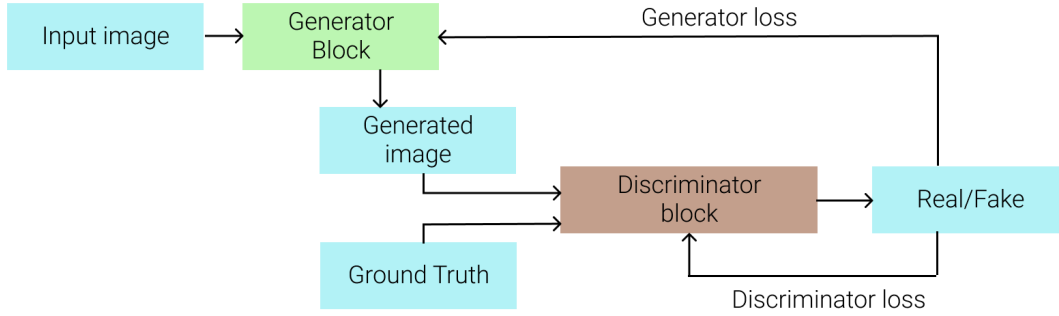 Input image
Generator
Block
Generator loss
Generated
image
Discriminator
block
Real/Fake
Ground Truth
Discriminator loss